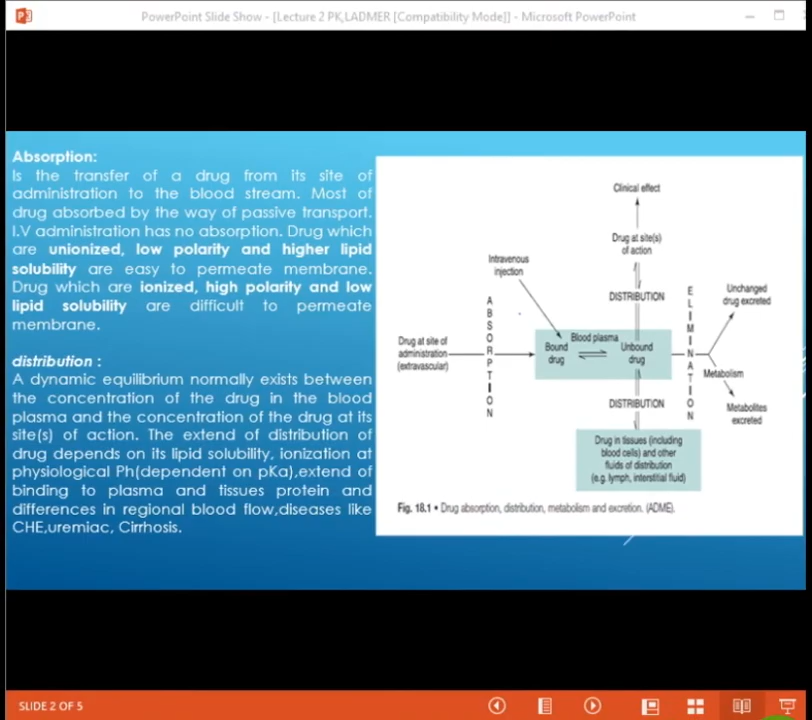 PowerPoint Slide Show - [Lecture 2 PK,LADMER [Compatibility Mode]] - Microsoft PowerPoint
Absorption:
Is the transfer of a drug from its site of
administration to the blood stream. Most of
drug absorbed by the way of passive transport.
I.V administration has no absorption. Drug which
are unionized, low polarity and higher lipid
solubility are easy to permeate membrane.
Drug which are ionized, high polarity and low
lipid solubility are difficult to permeate
membrane.
distribution :
A dynamic equilibrium normally exists between
the concentration of the drug in the blood
plasma and the concentration of the drug at its
site(s) of action. The extend of distribution of
drug depends on its lipid solubility, ionization at
physiological Ph(dependent on pKa),extend of
binding to plasma and tissues protein and
differences in regional blood flow,diseases like
CHE,uremiac, Cirrhosis.
Clinical effect
Drug at site(s)
of action
Intravenous
injection
DISTRIBUTION
ABSORPTION
ELIMINATION
Unchanged
drug excreted
Drug at site of
administration
(extravascular)
Blood plasma
Bound
drug
Unbound
drug
Metabolism
DISTRIBUTION
Metabolites
excreted
Drug in tissues (including
blood cells) and other
fluids of distribution
(e.g. lymph, interstitial fluid)
Fig. 18.1 • Drug absorption, distribution, metabolism and excretion. (ADME).
SLIDE 2 OF 5